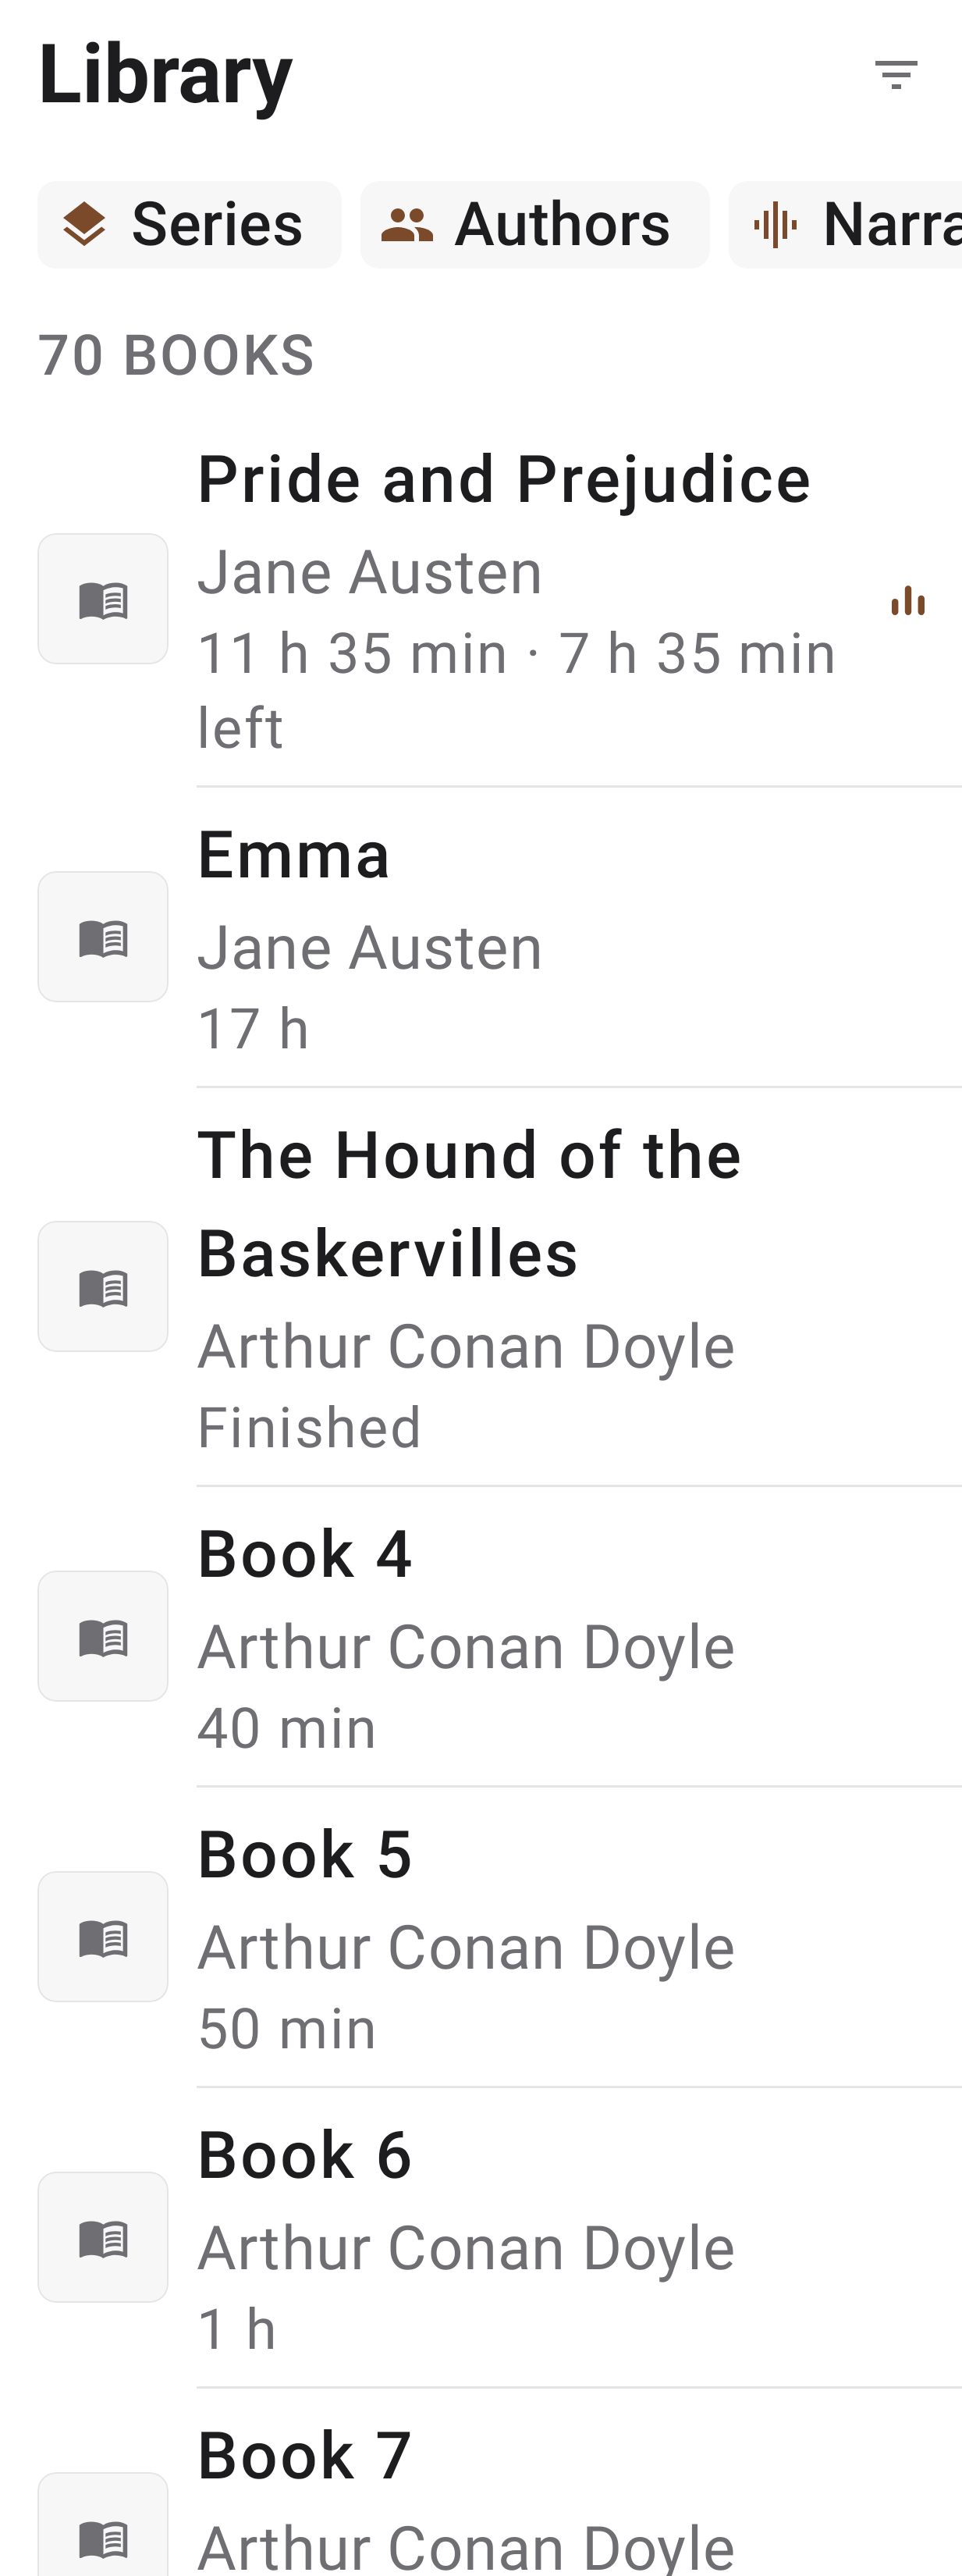 Library
Series
Authors
Narra
70 BOOKS
Pride and Prejudice
Jane Austen
11 h 35 min · 7 h 35 min
left
Emma
Jane Austen
17 h
The Hound of the
Baskervilles
Arthur Conan Doyle
Finished
Book 4
Arthur Conan Doyle
40 min
Book 5
Arthur Conan Doyle
50 min
Book 6
Arthur Conan Doyle
1 h
Book 7
Arthur Conan Doyle